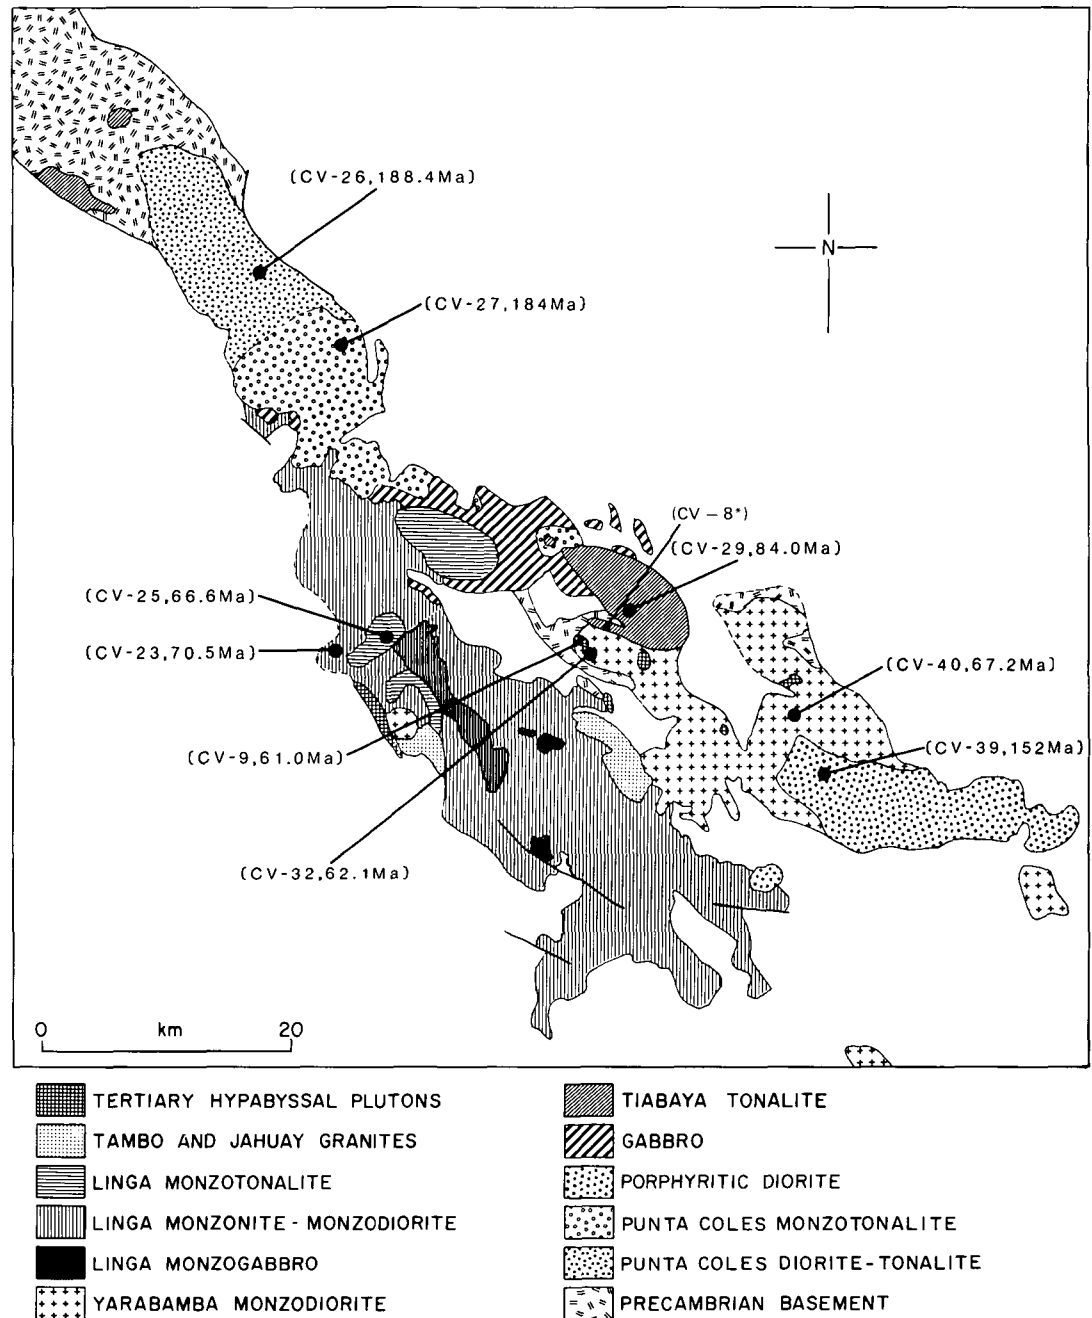 (CV-26,188.4Ma)
(CV-27,184Ma)
N
(CV-8*)
(CV-29,84.0Ma)
(CV-25,66.6Ma)
(CV-23,70.5Ma)
(CV-40,67.2Ma)
(CV-9,61.0Ma)
(CV-39,152Ma)
(CV-32,62.1Ma)
0 km 20
TERTIARY HYPABYSSAL PLUTONS
TAMBO AND JAHUAY GRANITES
LINGA MONZOTONALITE
LINGA MONZONITE-MONZODIORITE
LINGA MONZOGABBRO
YARABAMBA MONZODIORITE
TIABAYA TONALITE
GABBRO
PORPHYRITIC DIORITE
PUNTA COLES MONZOTONALITE
PUNTA COLES DIORITE-TONALITE
PRECAMBRIAN BASEMENT